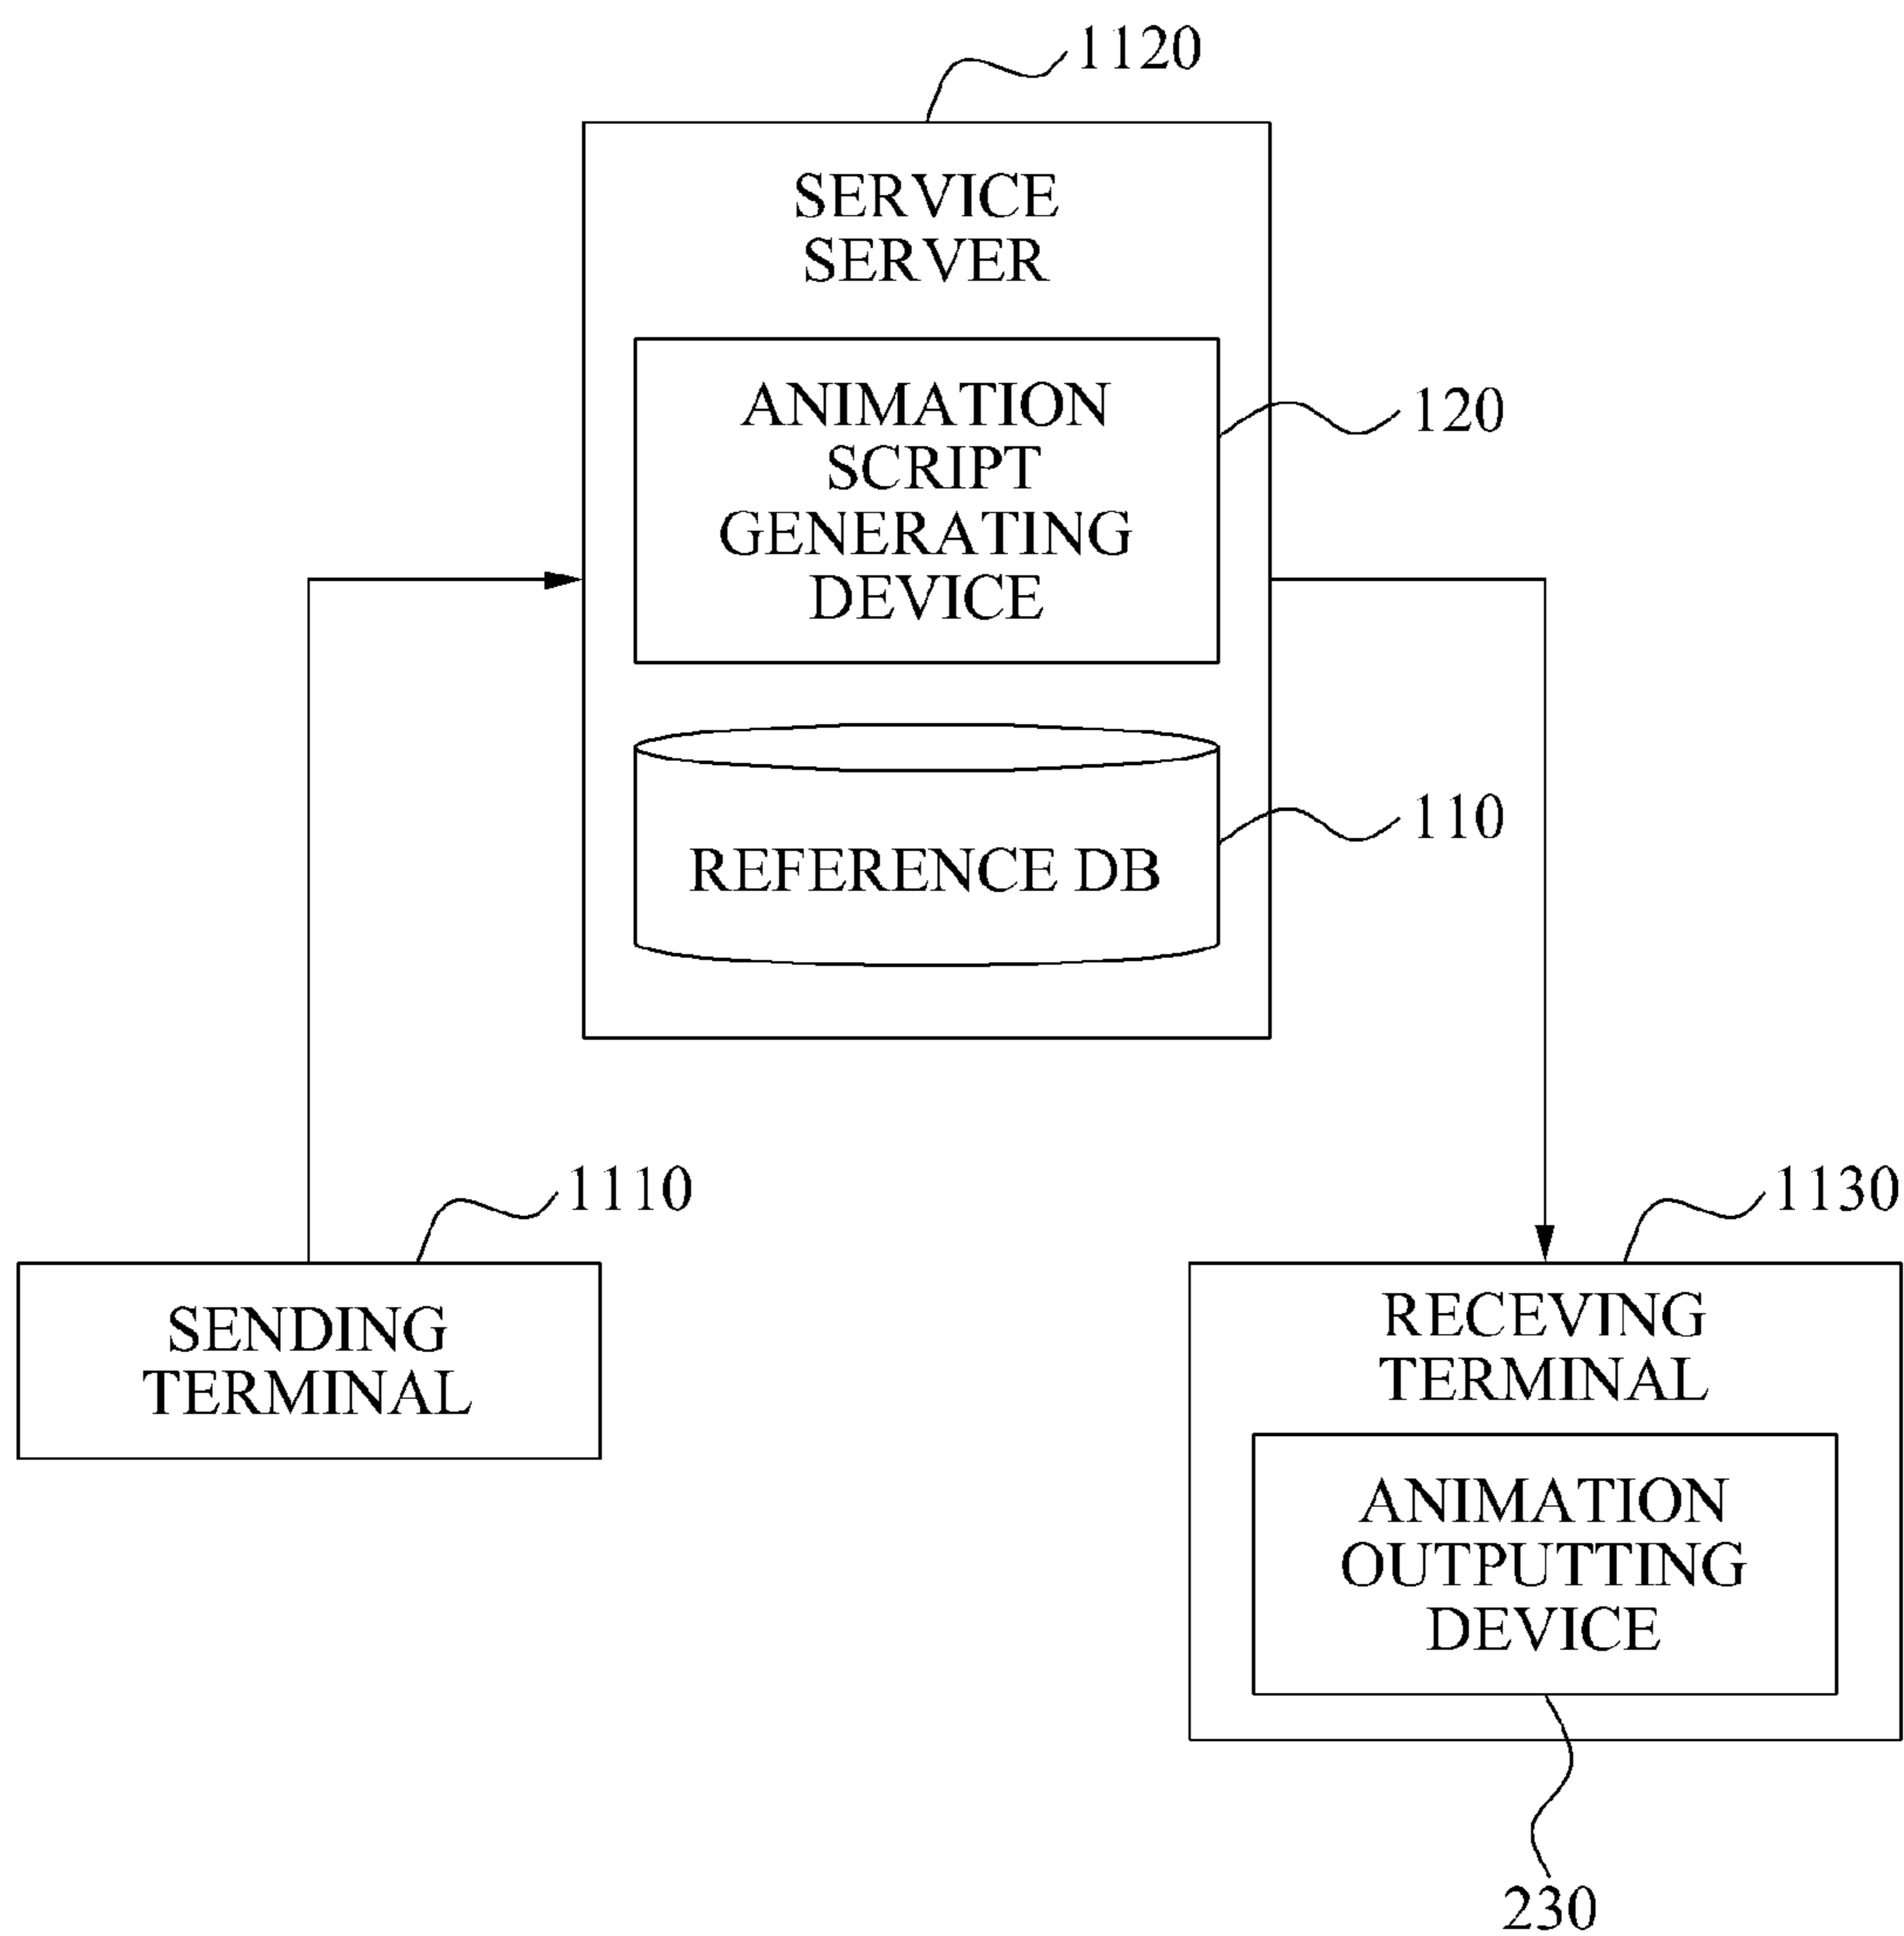 1120
SERVICE
SERVER
ANIMATION
SCRIPT
GENERATING
DEVICE
120
REFERENCE DB
110
1110
SENDING
TERMINAL
1130
RECEVING
TERMINAL
ANIMATION
OUTPUTTING
DEVICE
230